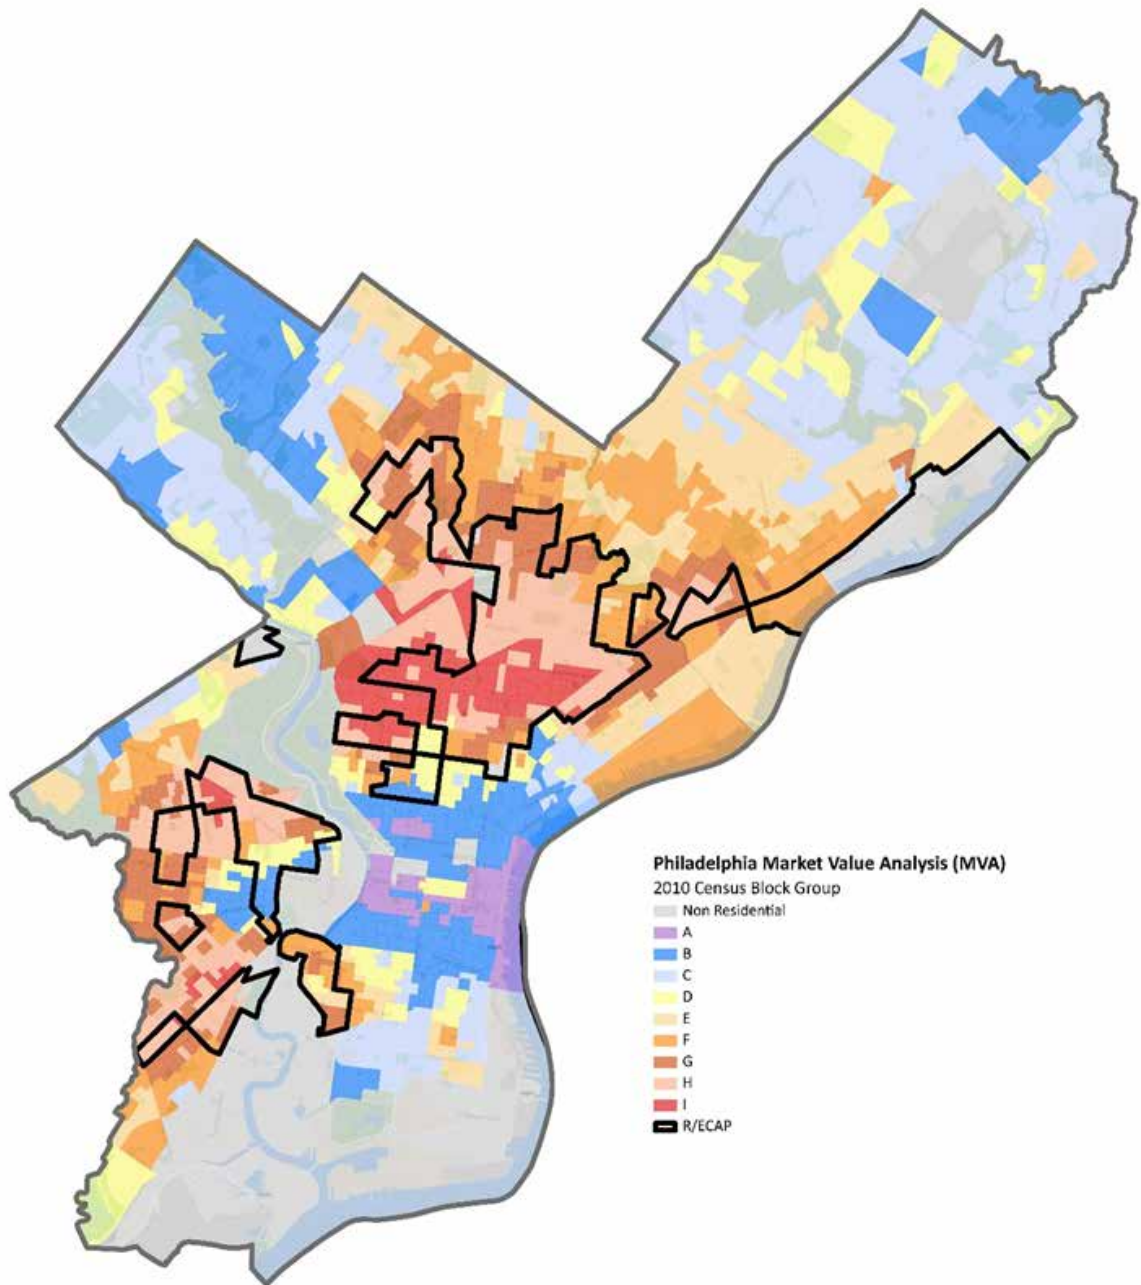 Philadelphia Market Value Analysis (MVA)
2010 Census Block Group
Non Residential
A
B
C
D
E
F
G
H
I
R/ECAP